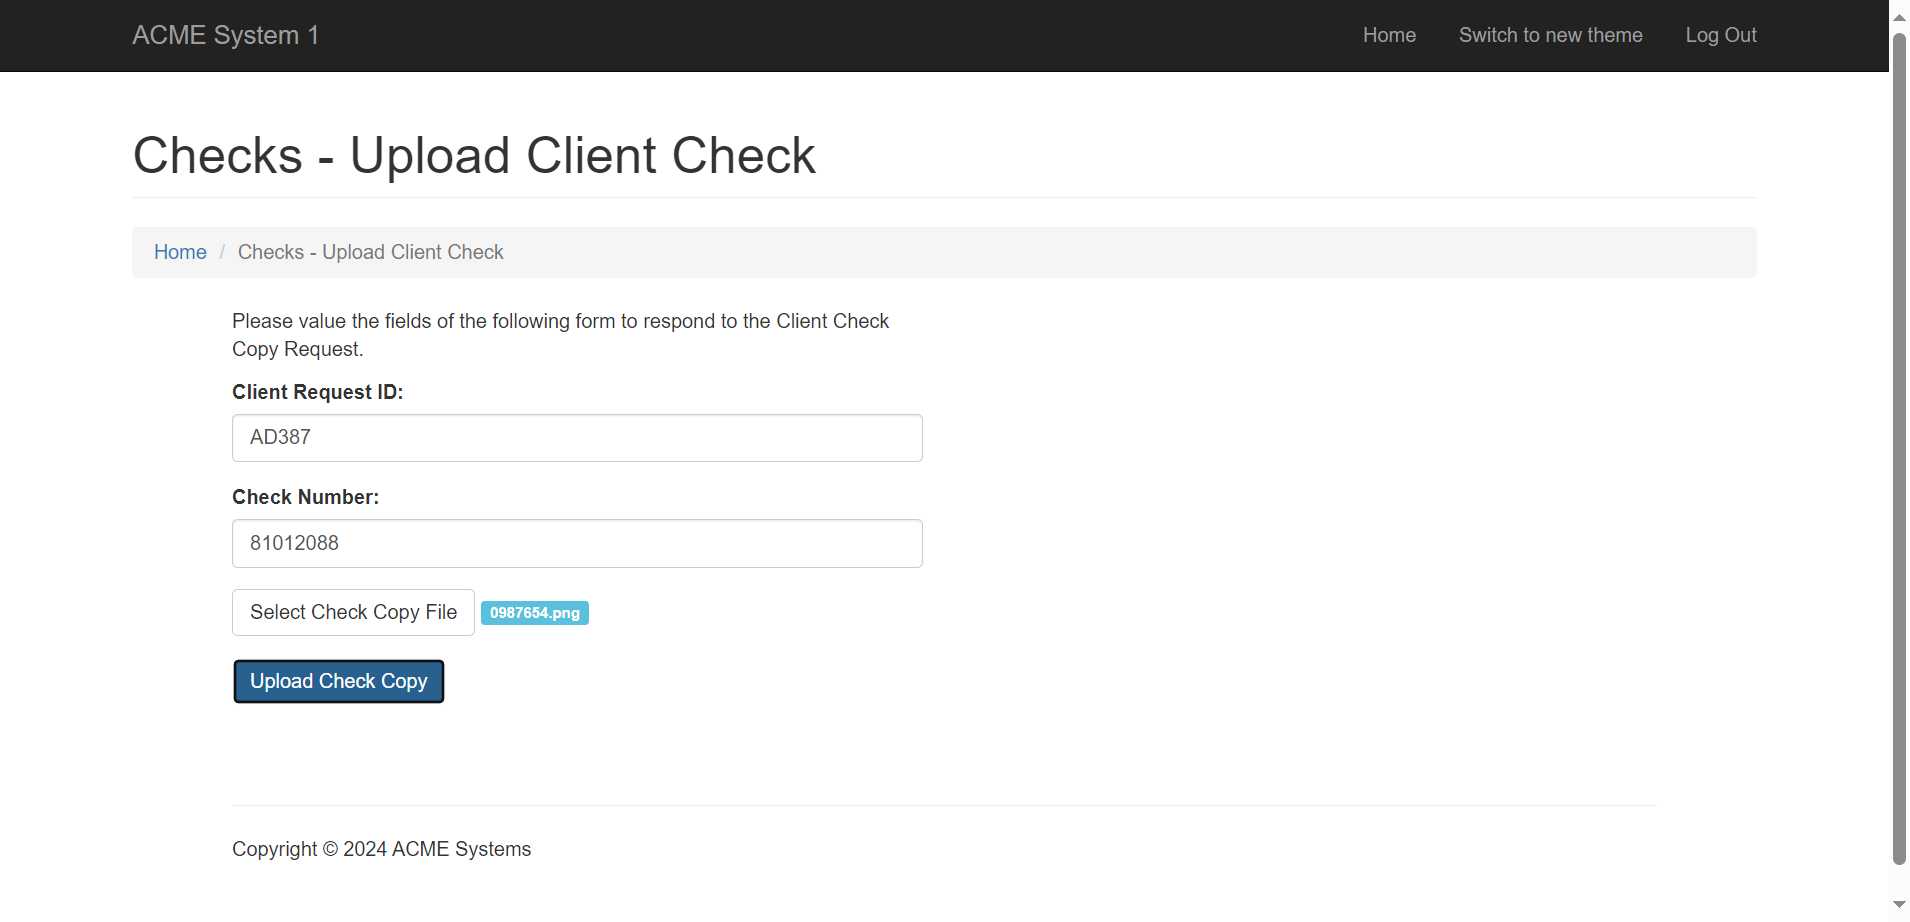 ACME System 1
Home
Switch to new theme
Log Out
Checks - Upload Client Check
Home / Checks - Upload Client Check
Please value the fields of the following form to respond to the Client Check
Copy Request.
Client Request ID:
AD387
Check Number:
81012088
Select Check Copy File
0987654.png
Upload Check Copy
Copyright © 2024 ACME Systems